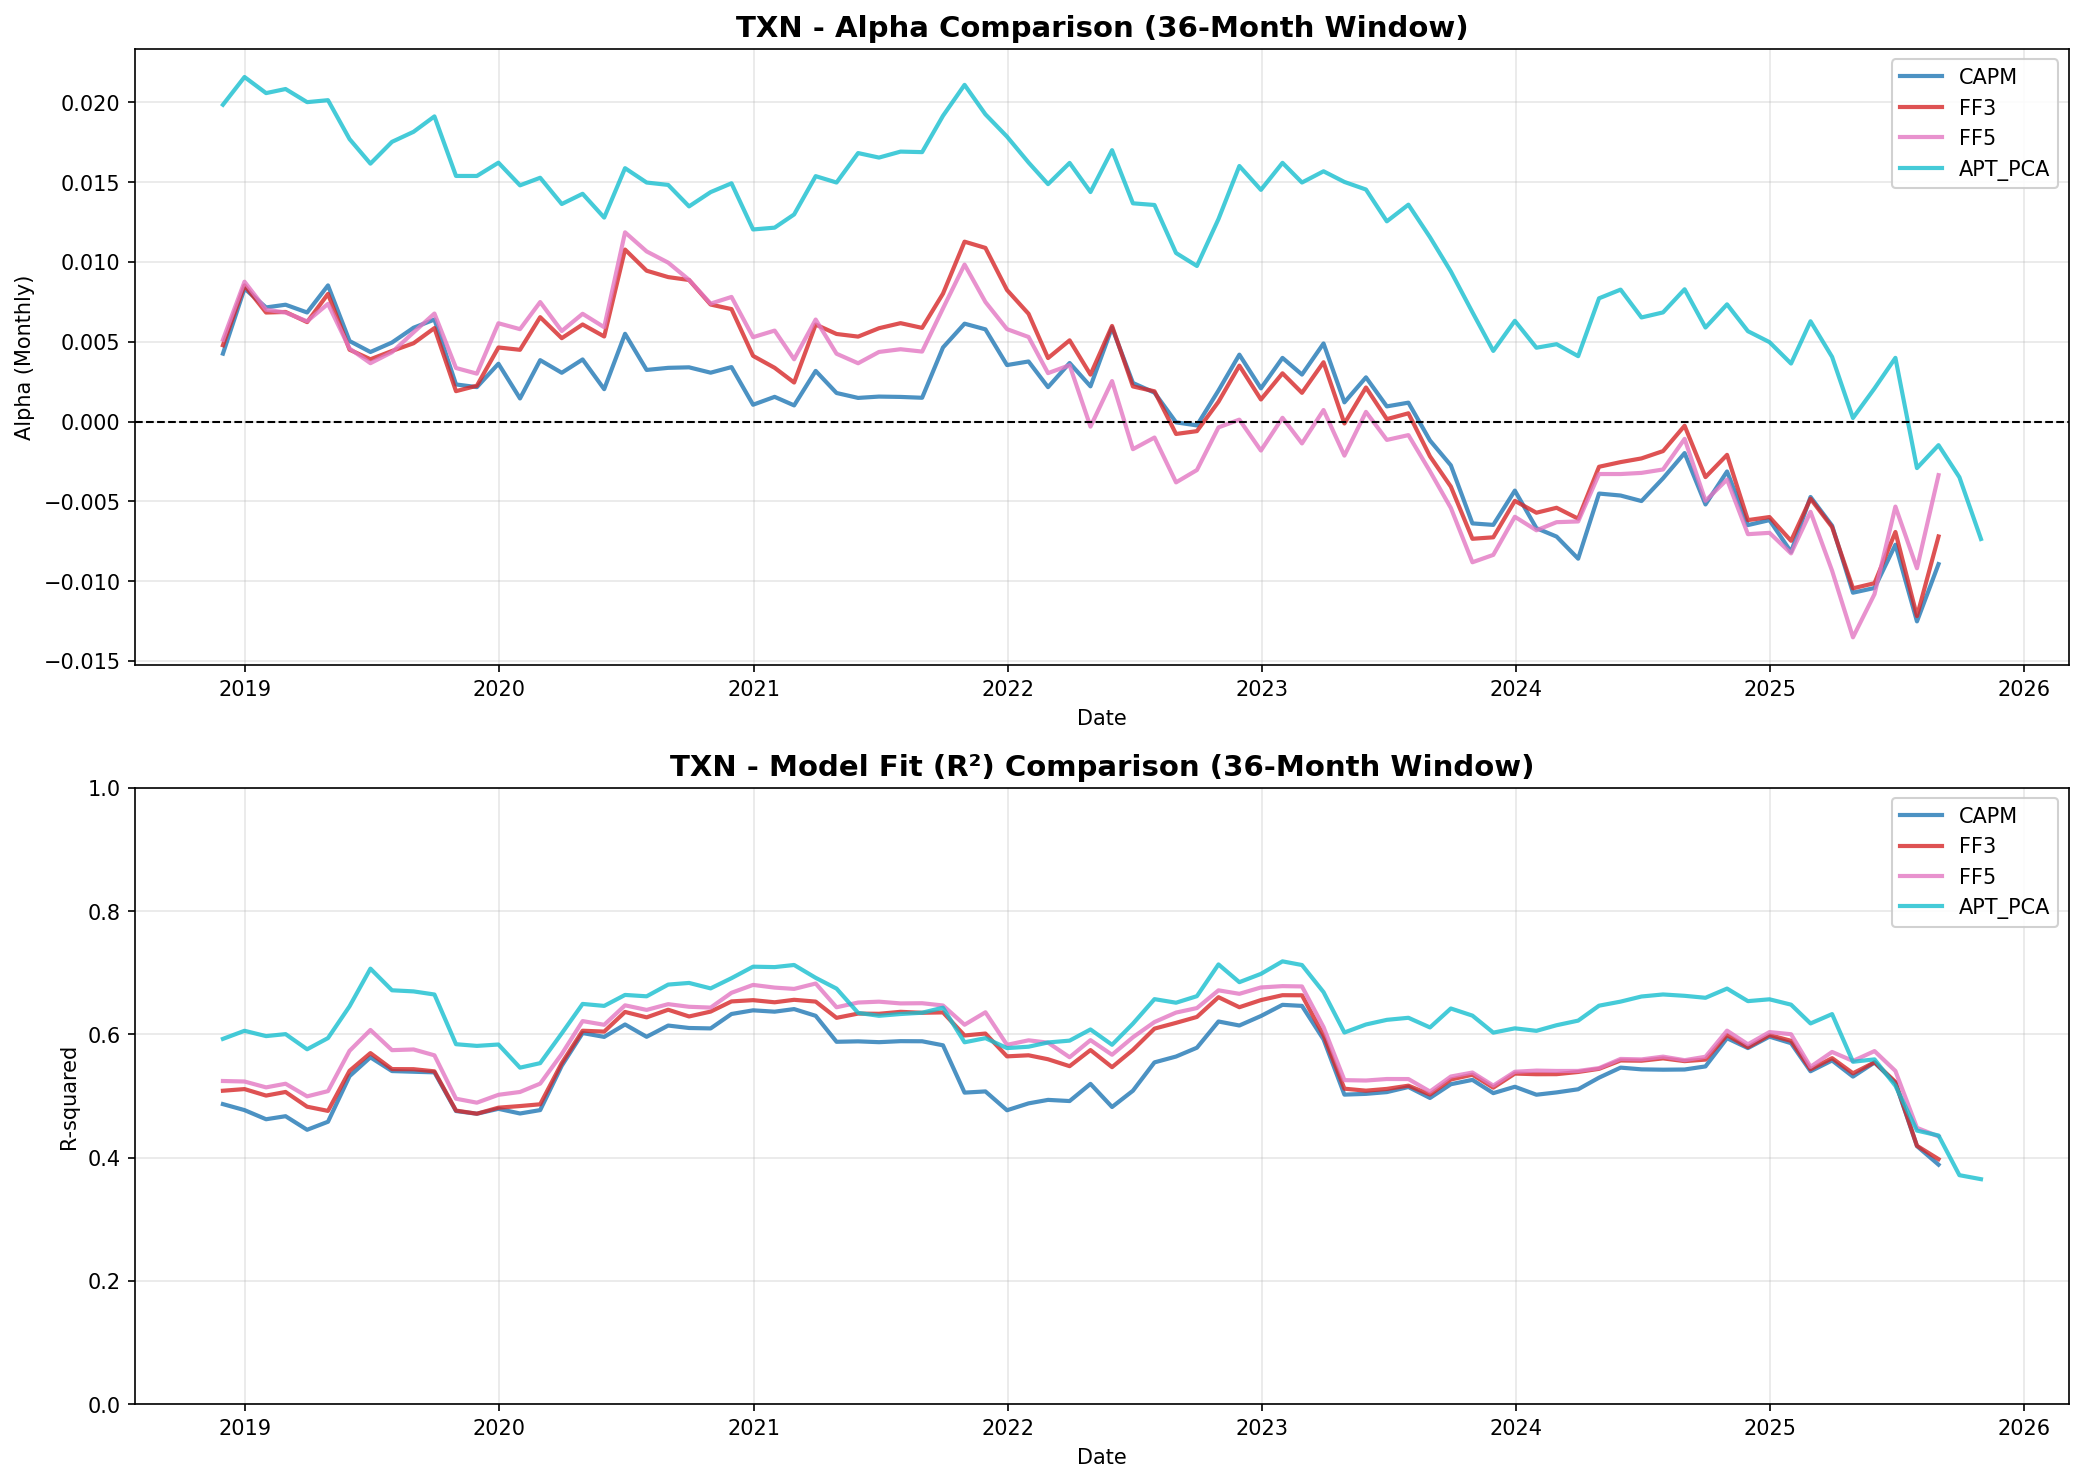 TXN - Alpha Comparison (36-Month Window)
CAPM
FF3
FF5
APT_PCA
Alpha (Monthly)
0.020
0.015
0.010
0.005
0.000
−0.005
−0.010
−0.015
2019 2020 2021 2022 2023 2024 2025 2026
Date
TXN - Model Fit (R²) Comparison (36-Month Window)
CAPM
FF3
FF5
APT_PCA
R-squared
1.0
0.8
0.6
0.4
0.2
0.0
2019 2020 2021 2022 2023 2024 2025 2026
Date